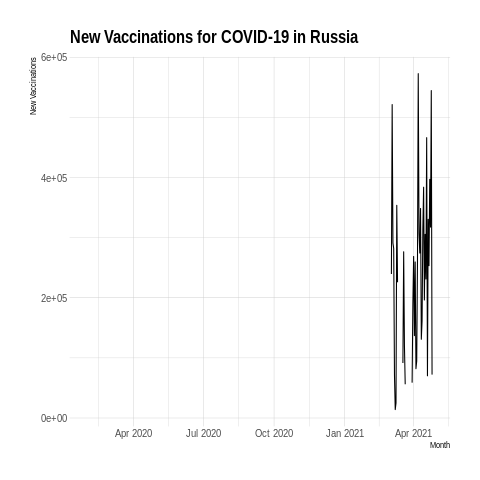 New Vaccinations for COVID-19 in Russia
New Vaccinations
6e+05
4e+05
2e+05
0e+00
Apr 2020 Jul 2020 Oct 2020 Jan 2021 Apr 2021
Month